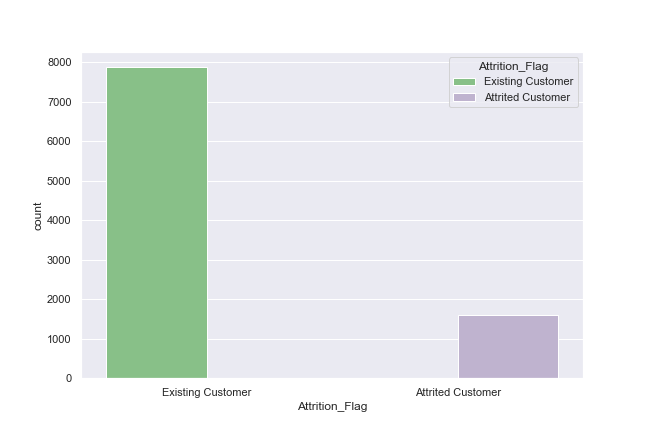 Attrition_Flag
Existing Customer
Attrited Customer
8000
7000
6000
5000
4000
3000
2000
1000
0
count
Existing Customer
Attrited Customer
Attrition_Flag